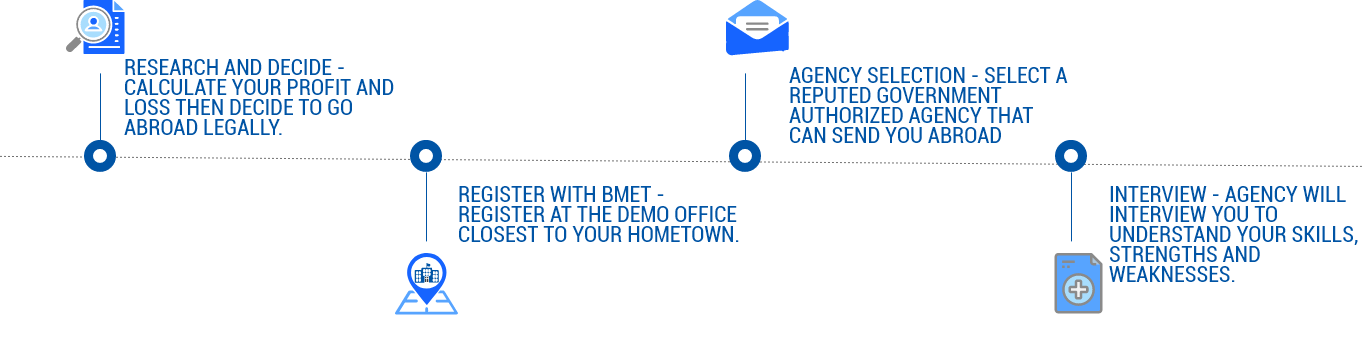 RESEARCH AND DECIDE -
CALCULATE YOUR PROFIT AND
LOSS THEN DECIDE TO GO
ABROAD LEGALLY.
REGISTER WITH BMET -
REGISTER AT THE DEMO OFFICE
CLOSEST TO YOUR HOMETOWN.
AGENCY SELECTION - SELECT A
REPUTED GOVERNMENT
AUTHORIZED AGENCY THAT
CAN SEND YOU ABROAD
INTERVIEW - AGENCY WILL
INTERVIEW YOU TO
UNDERSTAND YOUR SKILLS,
STRENGTHS AND
WEAKNESSES.